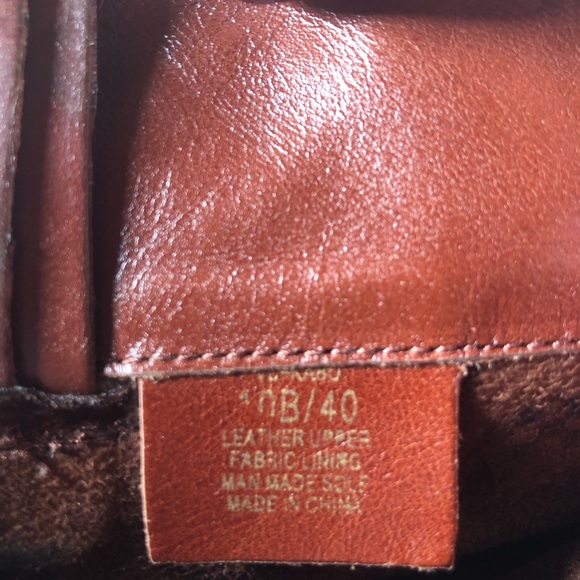 10B/40
LEATHER UPPER
FABRIC LINING
MAN MADE SOLE
MADE IN CHINA